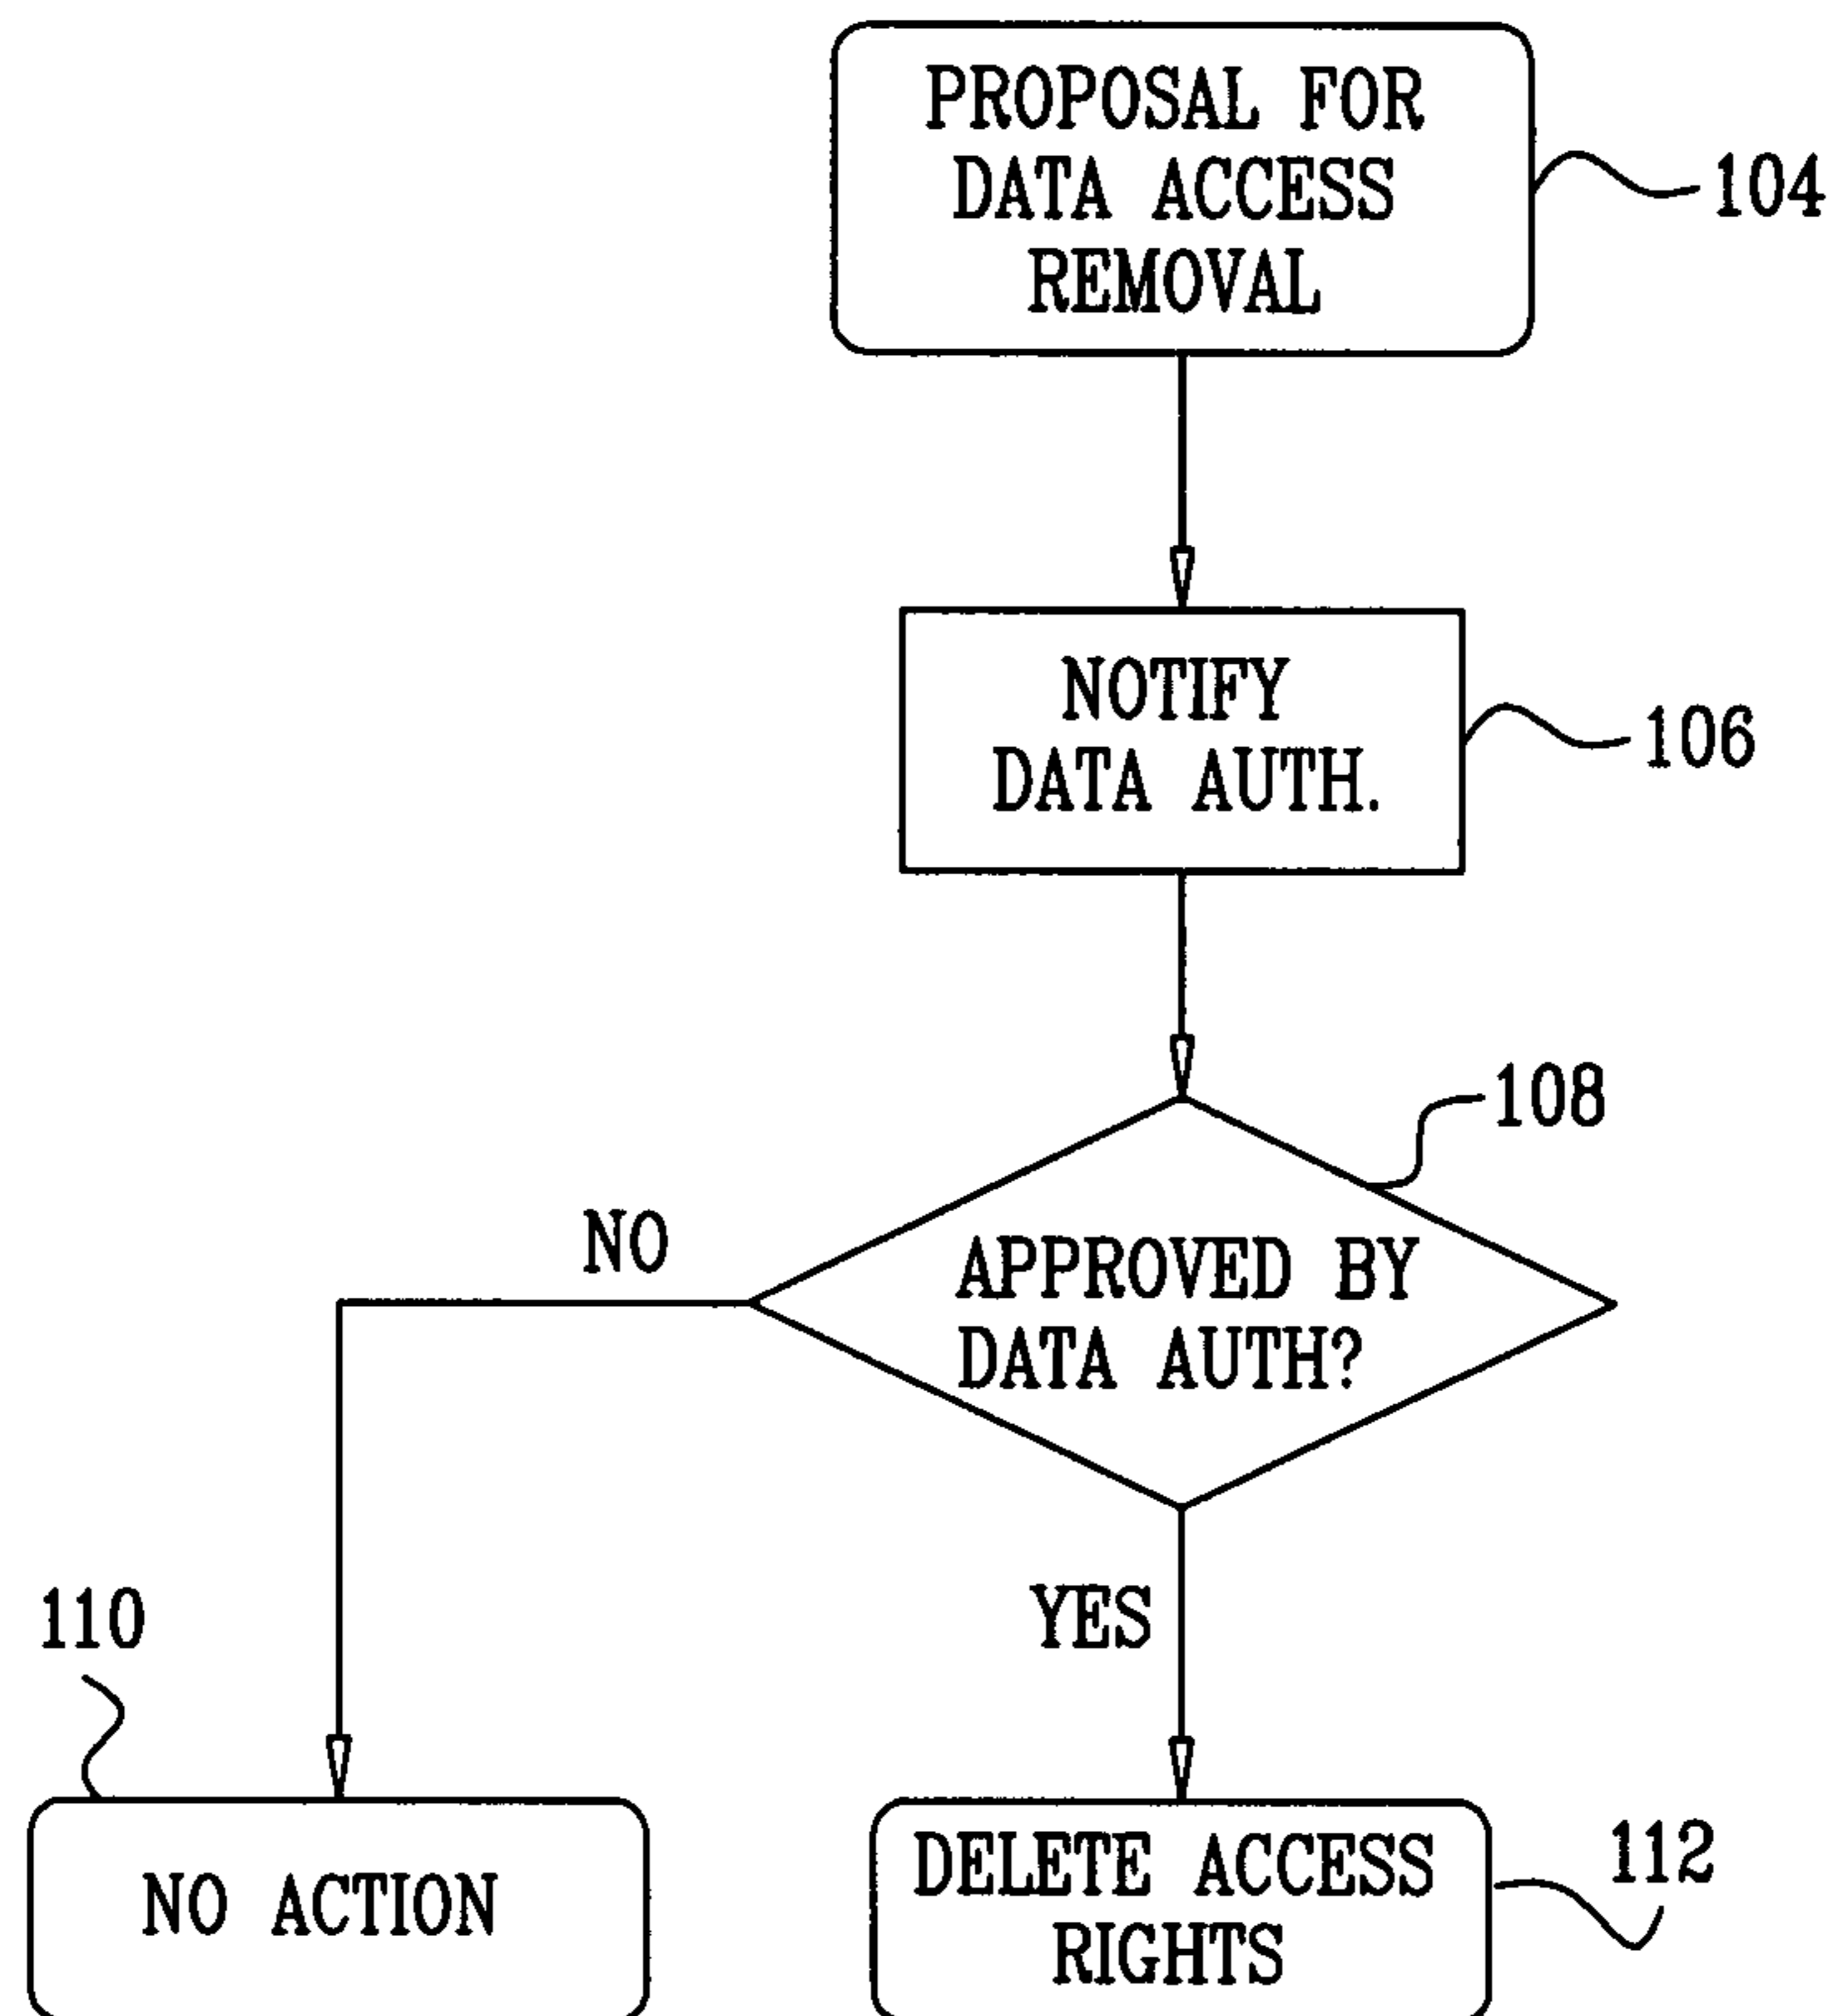 PROPOSAL FOR
DATA ACCESS
REMOVAL
104
NOTIFY
DATA AUTH.
106
108
NO
APPROVED BY
DATA AUTH?
110
YES
NO ACTION
DELETE ACCESS
RIGHTS
112